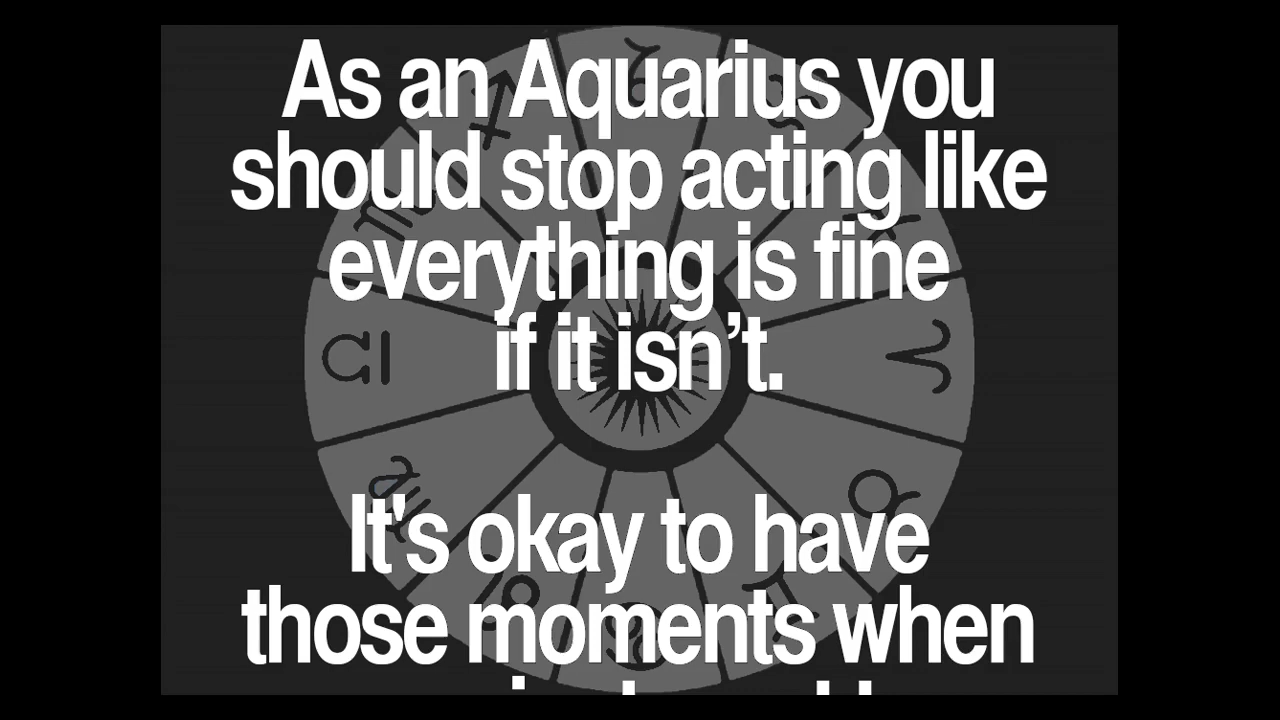 As an Aquarius you
should stop acting like
everything is fine
if it isn’t.
It's okay to have
those moments when